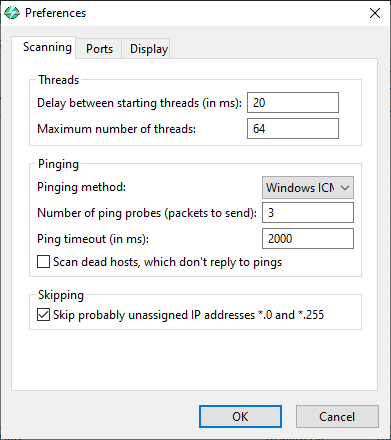 Preferences
Scanning Ports Display
Threads
Delay between starting threads (in ms): 20
Maximum number of threads: 64
Pinging
Pinging method: Windows ICM
Number of ping probes (packets to send): 3
Ping timeout (in ms): 2000
Scan dead hosts, which don't reply to pings
Skipping
Skip probably unassigned IP addresses *.0 and *.255
OK Cancel